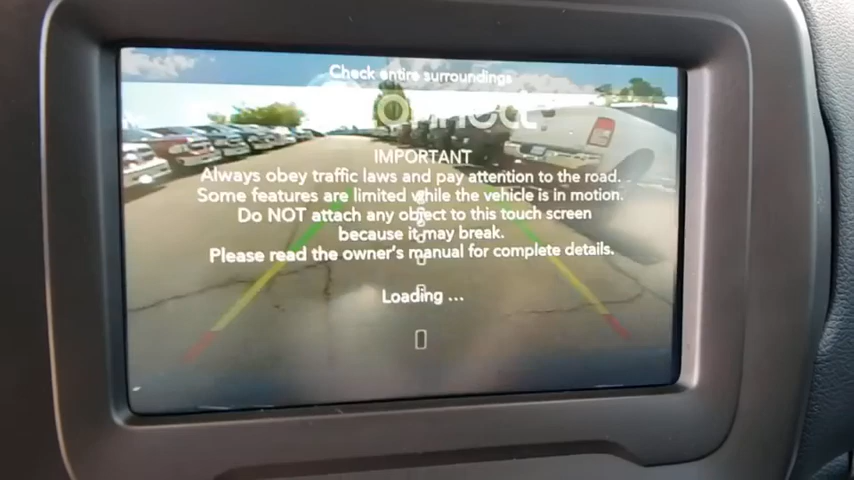 Check entire surroundings
connect
IMPORTANT
Always obey traffic laws and pay attention to the road.
Some features are limited while the vehicle is in motion.
Do NOT attach any object to this touch screen
because it may break.
Please read the owner's manual for complete details.
Loading ...